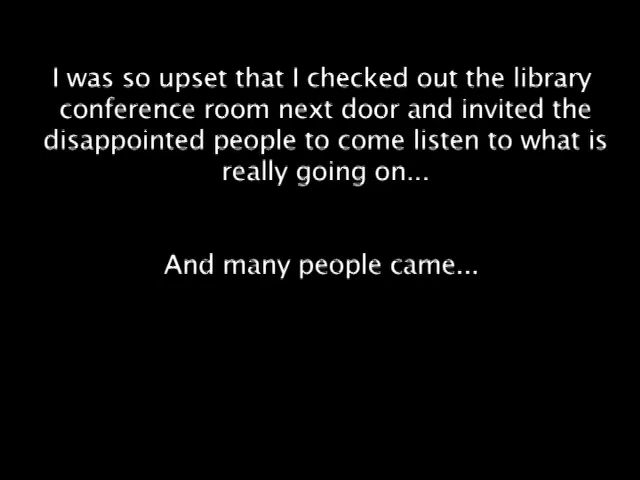 I was so upset that I checked out the library
conference room next door and invited the
disappointed people to come listen to what is
really going on...
And many people came...